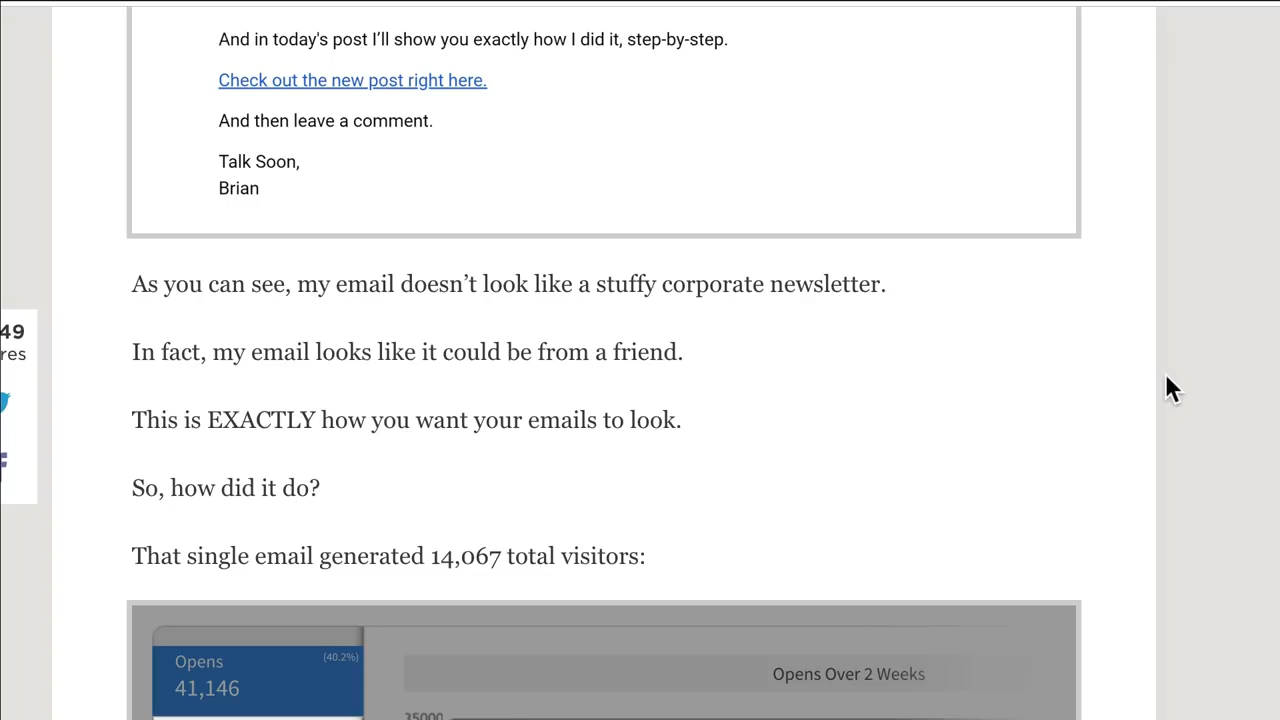 And in today's post I’ll show you exactly how I did it, step-by-step.
Check out the new post right here.
And then leave a comment.
Talk Soon,
Brian
As you can see, my email doesn’t look like a stuffy corporate newsletter.
In fact, my email looks like it could be from a friend.
49
res
This is EXACTLY how you want your emails to look.
So, how did it do?
That single email generated 14,067 total visitors:
Opens (40.2%)
41,146
Opens Over 2 Weeks
35000